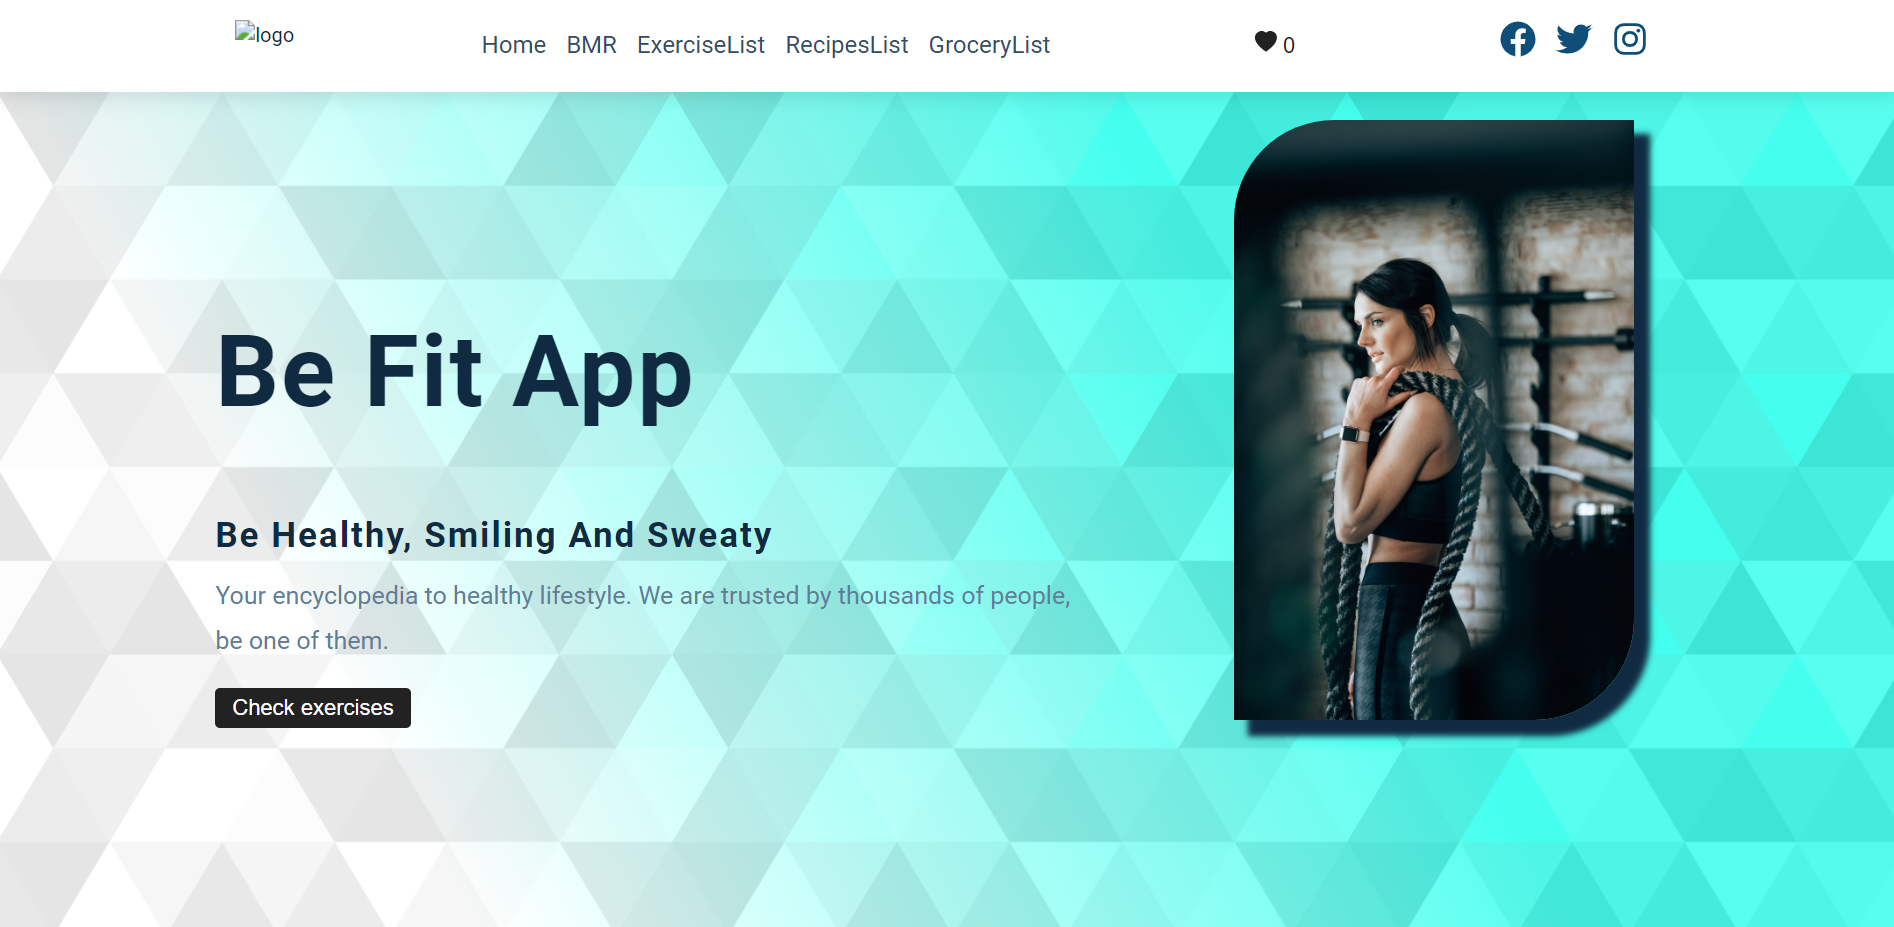 logo
Home BMR ExerciseList RecipesList GroceryList
0
Be Fit App
Be Healthy, Smiling And Sweaty
Your encyclopedia to healthy lifestyle. We are trusted by thousands of people,
be one of them.
Check exercises